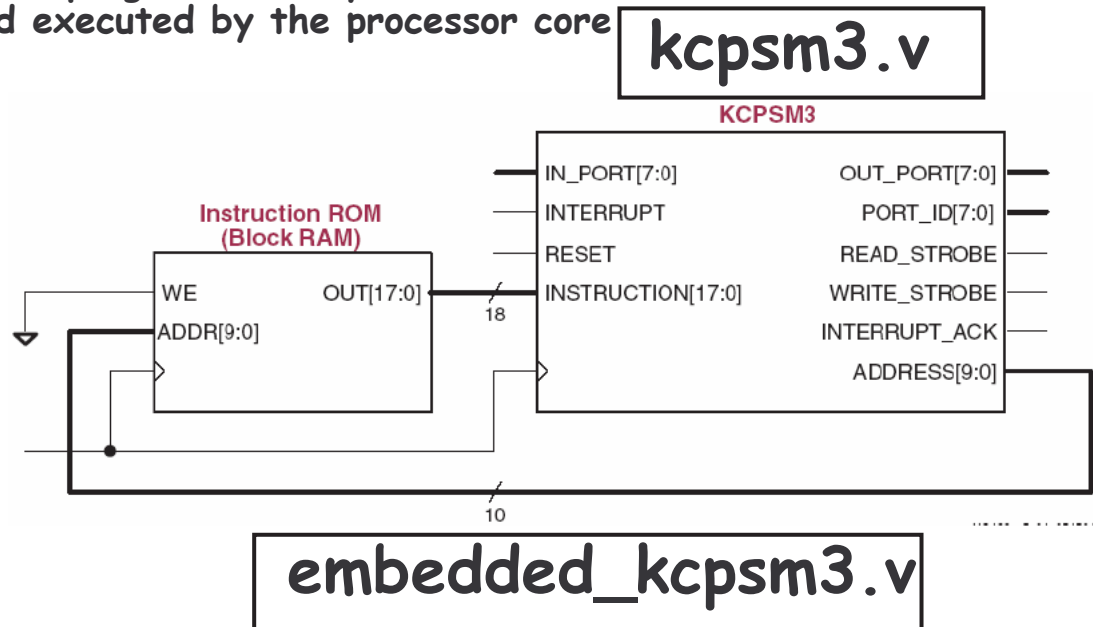 d executed by the processor core
kcpsm3.v
KCPSM3
IN_PORT[7:0]
OUT_PORT[7:0]
Instruction ROM
(Block RAM)
INTERRUPT
PORT_ID[7:0]
RESET
READ_STROBE
WE
OUT[17:0]
18
INSTRUCTION[17:0]
WRITE_STROBE
ADDR[9:0]
INTERRUPT_ACK
ADDRESS[9:0]
10
embedded_kcpsm3.v